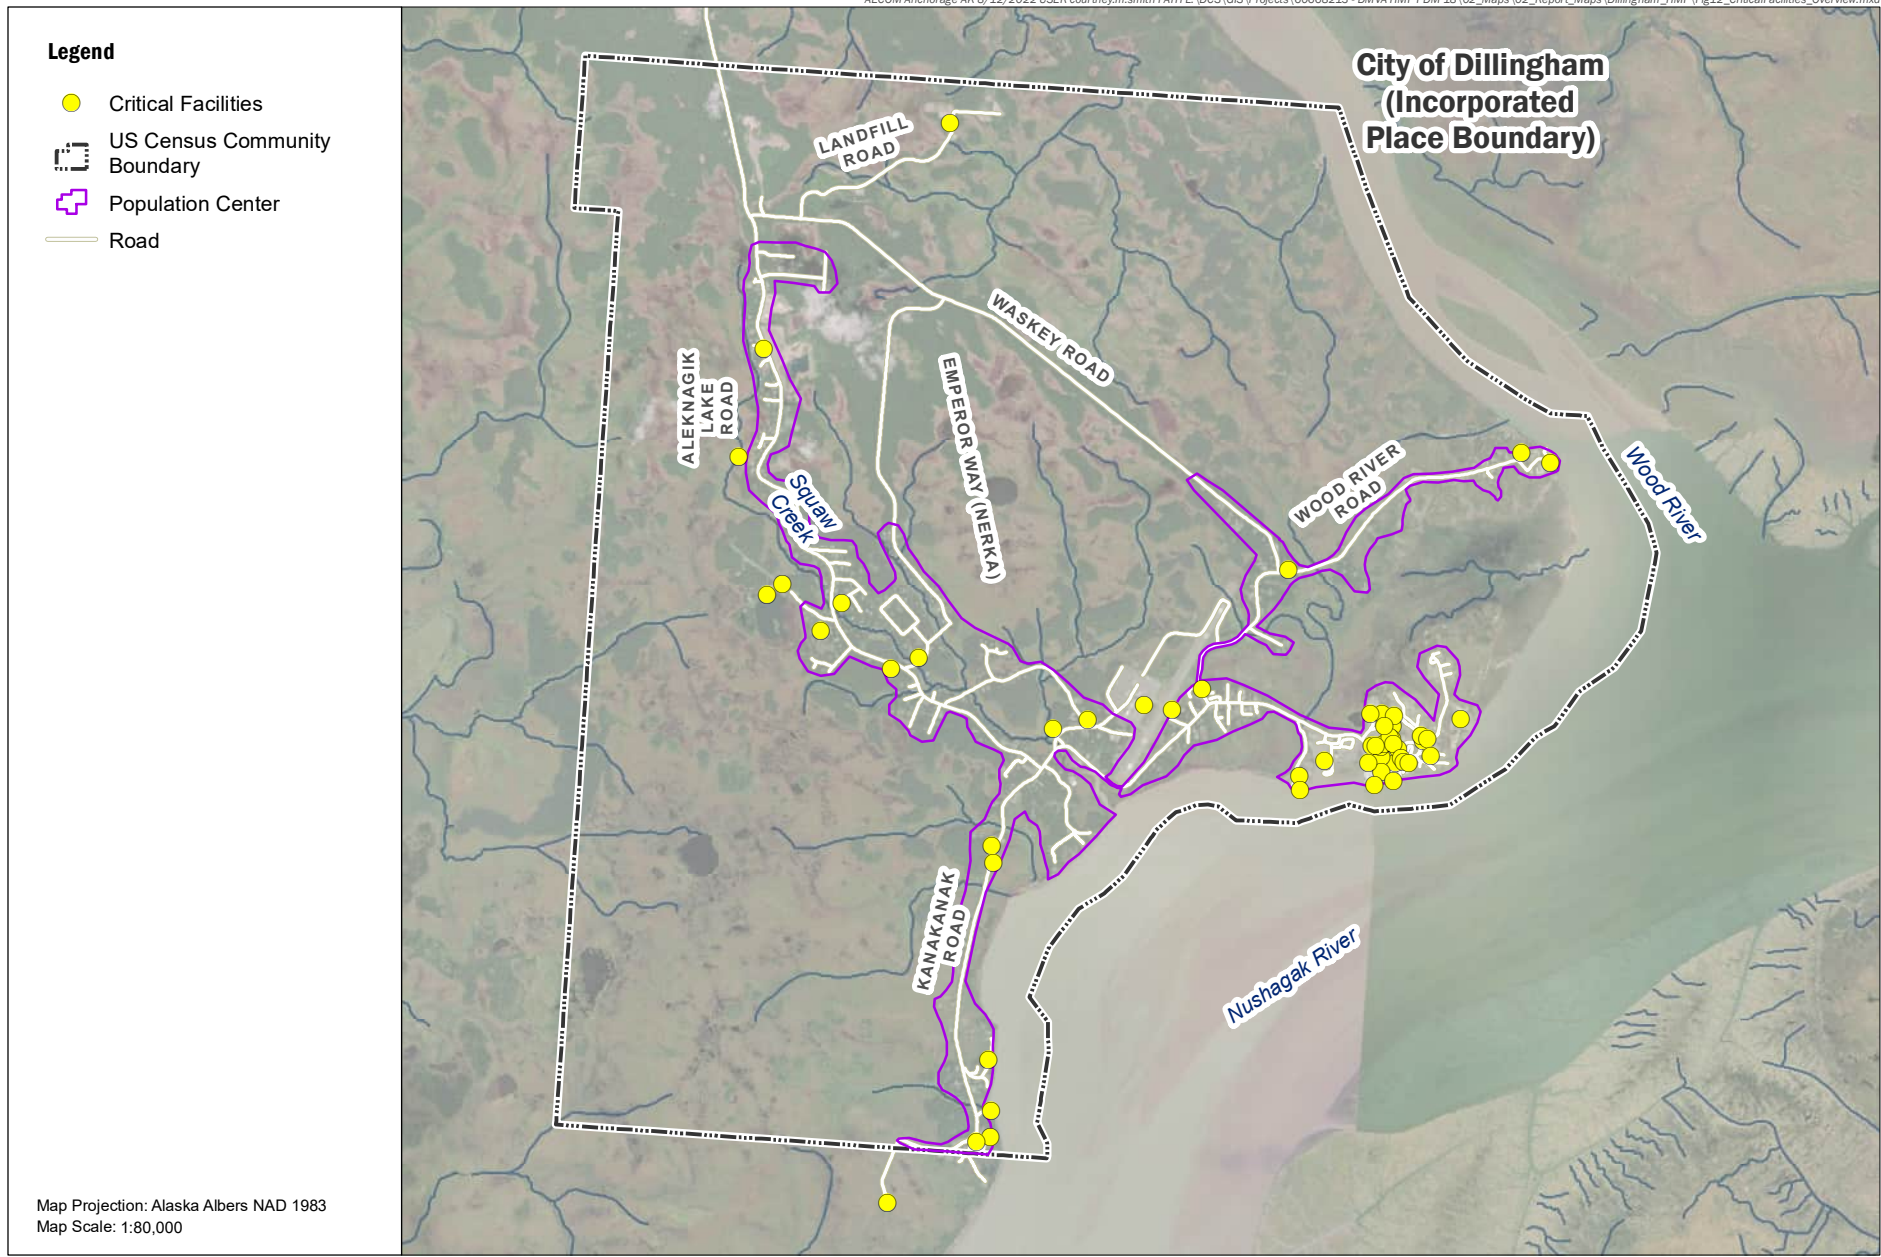 Legend
Critical Facilities
US Census Community
Boundary
Population Center
Road
Map Projection: Alaska Albers NAD 1983
Map Scale: 1:80,000
City of Dillingham
(Incorporated
Place Boundary)
LANDFILL
ROAD
WASKEY ROAD
ALEKNAGIK
LAKE
ROAD
EMPEROR WAY (NERKA)
WOOD RIVER
ROAD
Wood River
Squaw
Creek
KANAKANAK
ROAD
Nushagak River